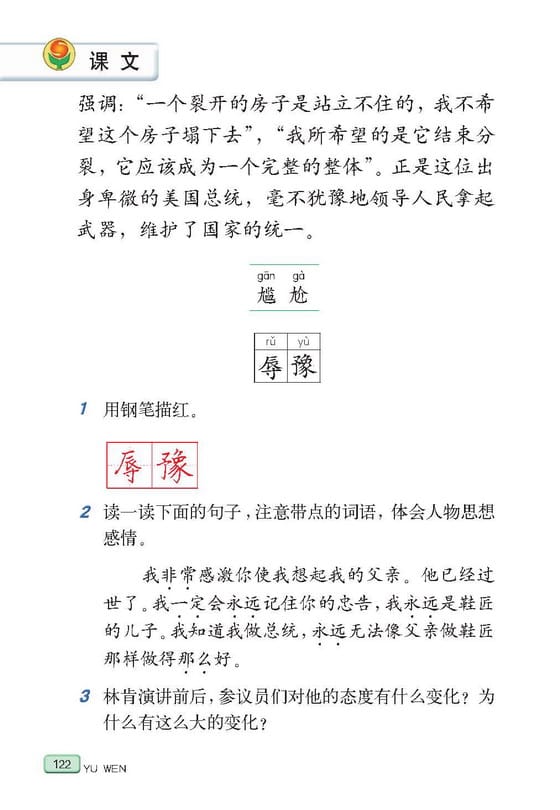 课文
强调：“一个裂开的房子是站立不住的，我不希
望这个房子塌下去”，“我所希望的是它结束分
裂，它应该成为一个完整的整体”。正是这位出
身卑微的美国总统，毫不犹豫地领导人民拿起
武器，维护了国家的统一。
gān gà
尴尬
rǔ yù
辱豫
1 用钢笔描红。
辱豫
2 读一读下面的句子，注意带点的词语，体会人物思想
感情。
我非常感激你使我想起我的父亲。他已经过
世了。我一定会永远记住你的忠告，我永远是鞋匠
的儿子。我知道我做总统，永远无法像父亲做鞋匠
那样做得那么好。
3 林肯演讲前后，参议员们对他的态度有什么变化？为
什么有这么大的变化？
122 YU WEN